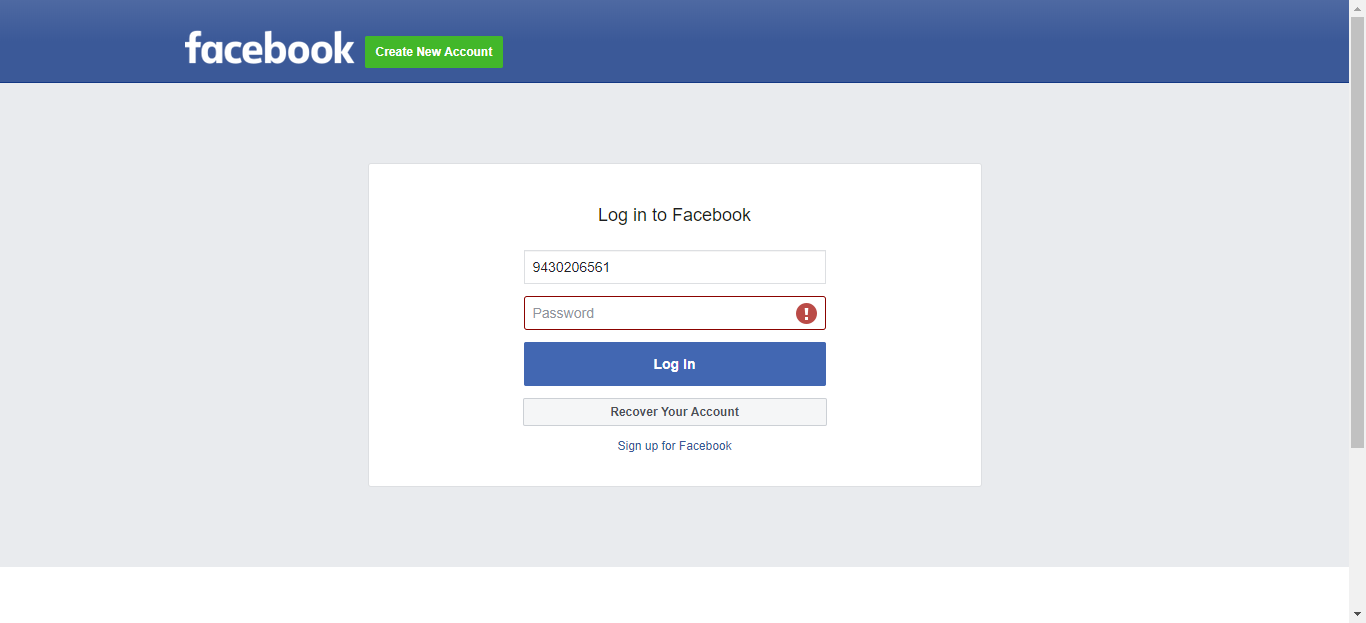 facebook
Create New Account
Log in to Facebook
9430206561
Password
Log In
Recover Your Account
Sign up for Facebook